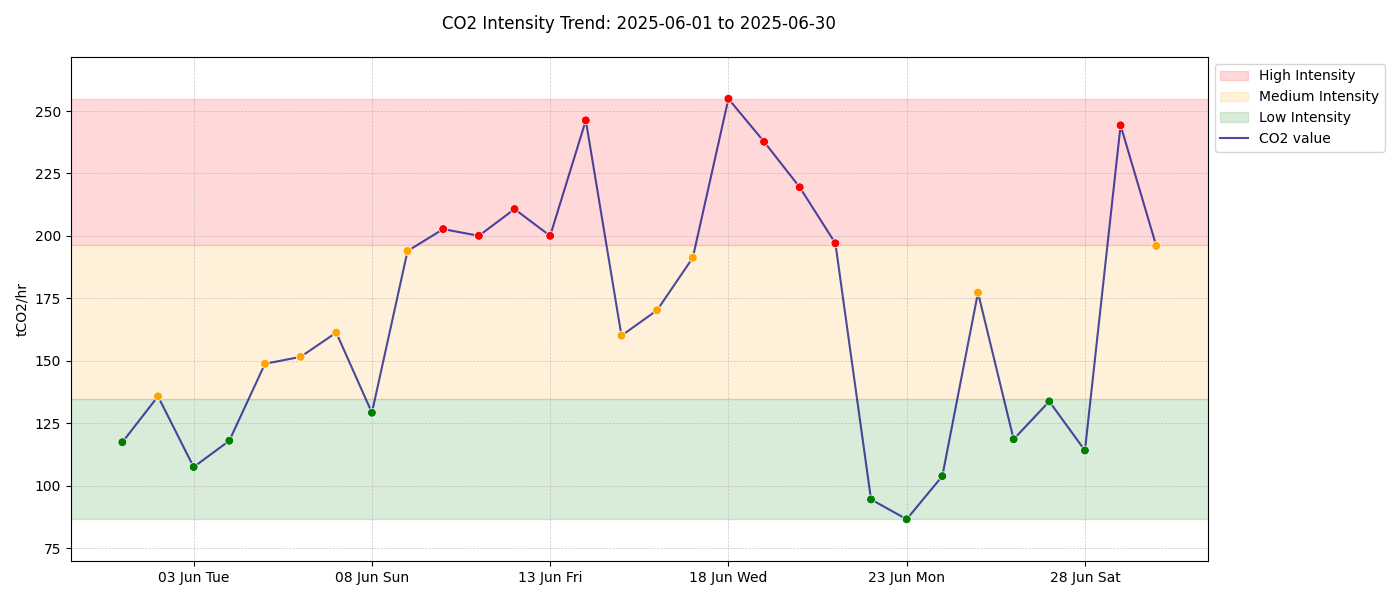 CO2 Intensity Trend: 2025-06-01 to 2025-06-30
High Intensity
Medium Intensity
Low Intensity
CO2 value
tCO2/hr
250
225
200
175
150
125
100
75
03 Jun Tue
08 Jun Sun
13 Jun Fri
18 Jun Wed
23 Jun Mon
28 Jun Sat